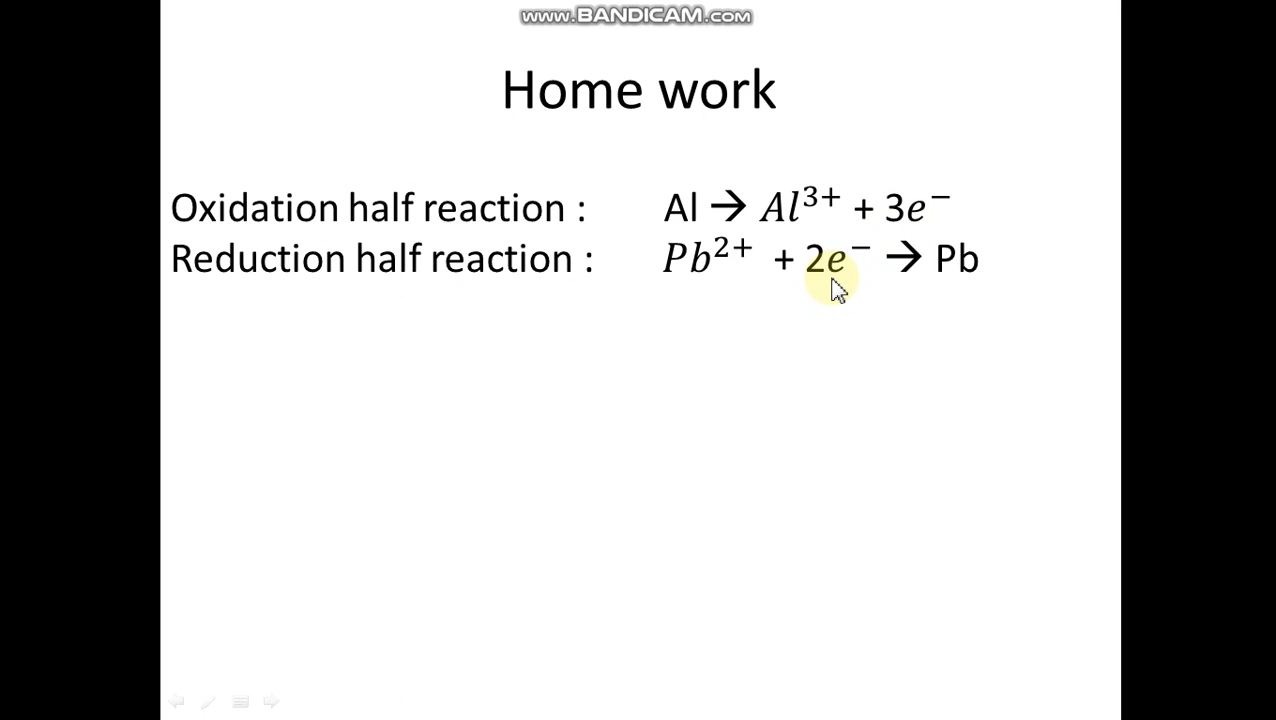 www.BANDICAM.com
Home work
Oxidation half reaction : Al → Al³⁺ + 3e⁻
Reduction half reaction : Pb²⁺ + 2e⁻ → Pb